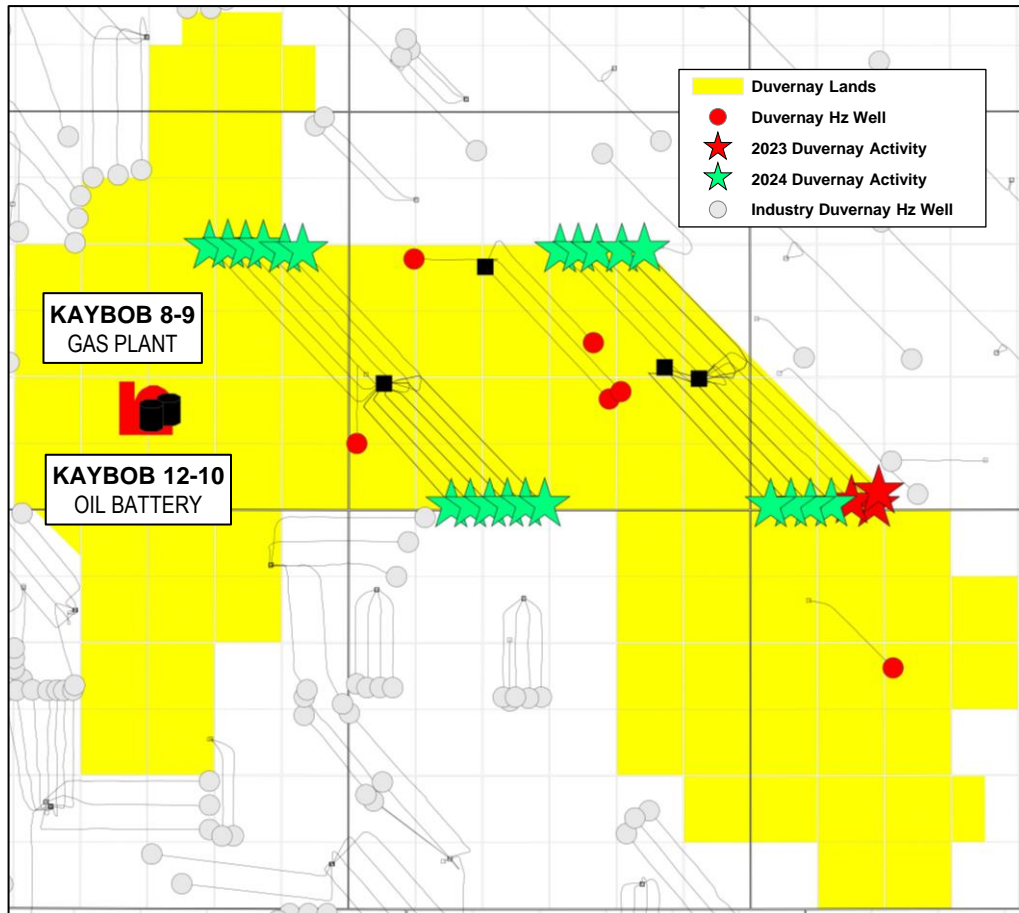 Duvernay Lands
Duvernay Hz Well
2023 Duvernay Activity
2024 Duvernay Activity
Industry Duvernay Hz Well
KAYBOB 8-9
GAS PLANT
KAYBOB 12-10
OIL BATTERY